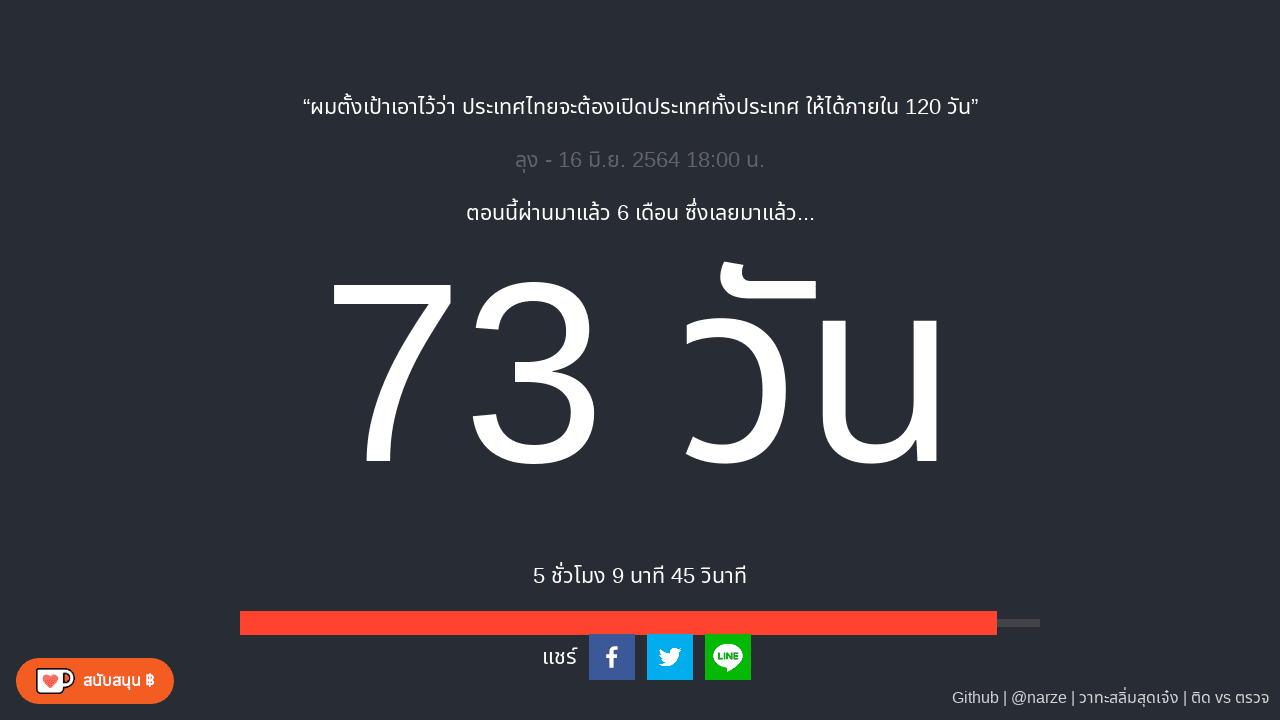 “ผมตั้งเป้าเอาไว้ว่า ประเทศไทยจะต้องเปิดประเทศทั้งประเทศ ให้ได้ภายใน 120 วัน”
ลุง - 16 มิ.ย. 2564 18:00 น.
ตอนนี้ผ่านมาแล้ว 6 เดือน ซึ่งเลยมาแล้ว...
73 วัน
5 ชั่วโมง 9 นาที 45 วินาที
แชร์
LINE
สนับสนุน ฿
Github | @narze | วาทะสลิ่มสุดเจ๋ง | ติด vs ตรวจ